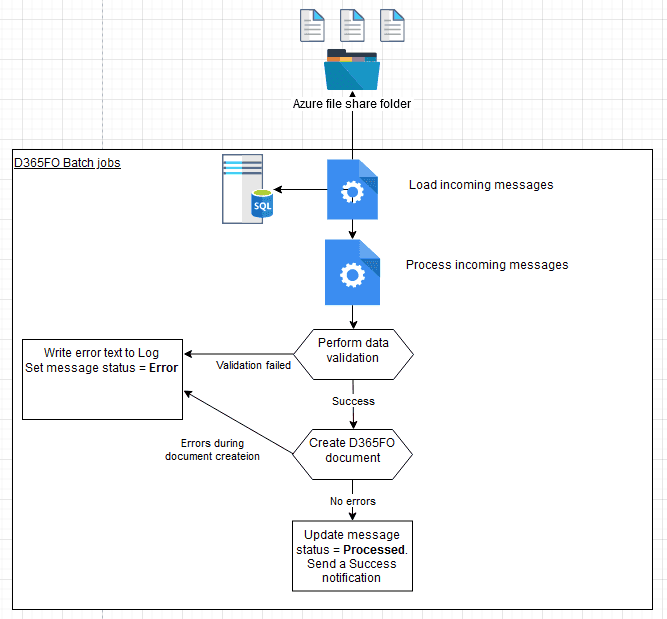 Azure file share folder
D365FO Batch jobs
Load incoming messages
SQL
Process incoming messages
Perform data
validation
Write error text to Log
Set message status = Error
Validation failed
Success
Errors during
document createion
Create D365FO
document
No errors
Update message
status = Processed.
Send a Success
notification